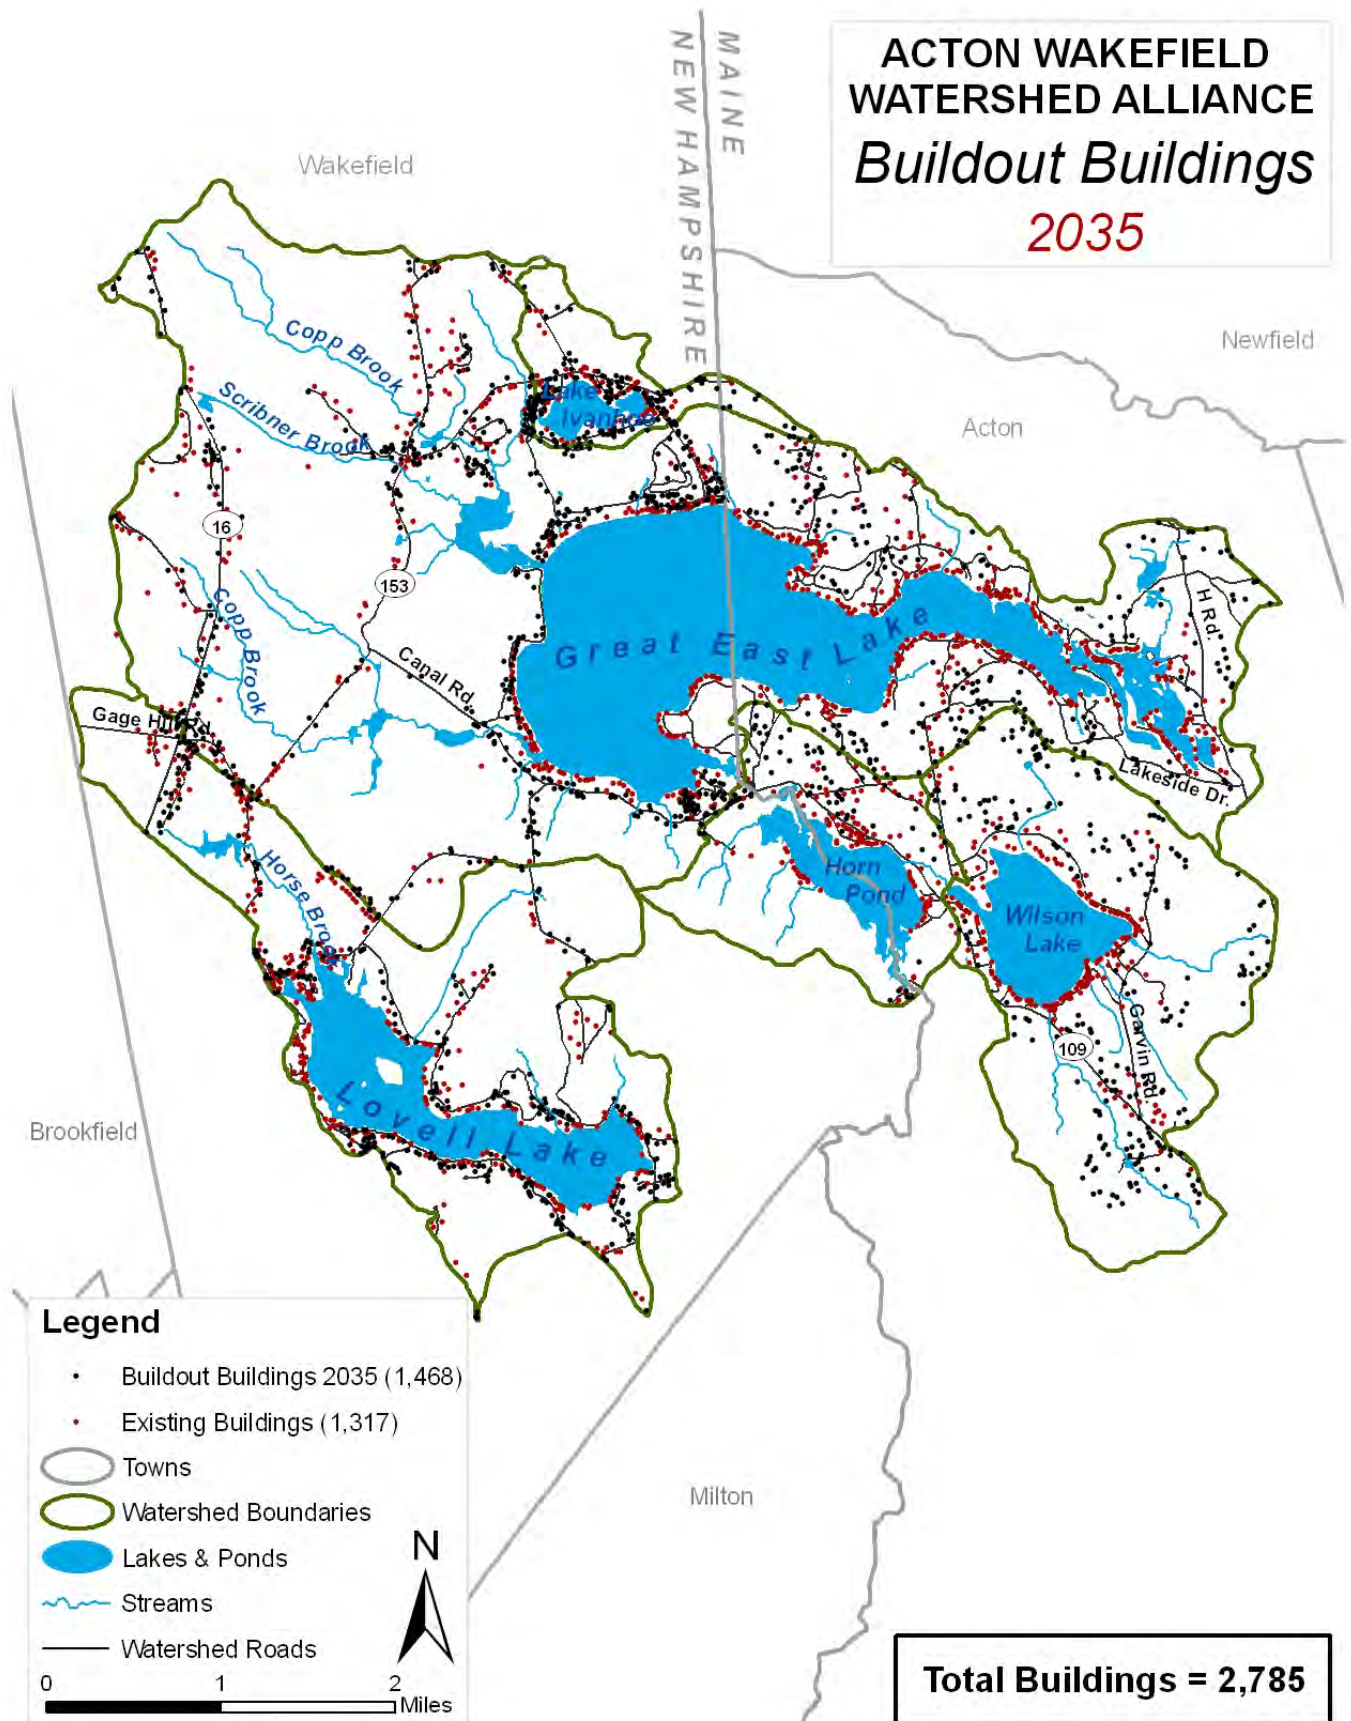 ACTON WAKEFIELD
WATERSHED ALLIANCE
Buildout Buildings
2035
MAINE
NEW HAMPSHIRE
Wakefield
Newfield
Acton
Copp Brook
Scribner Brook
Lake
Ivanhoe
16
153
Copp Brook
Canal Rd.
Great East Lake
H Rd
Gage Hill Rd
Lakeside Dr.
Horse Brook
Horn
Pond
Wilson
Lake
109
Garvin Rd
Lovell Lake
Brookfield
Milton
Legend
Buildout Buildings 2035 (1,468)
Existing Buildings (1,317)
Towns
Watershed Boundaries
Lakes & Ponds
Streams
Watershed Roads
N
0 1 2
Miles
Total Buildings = 2,785